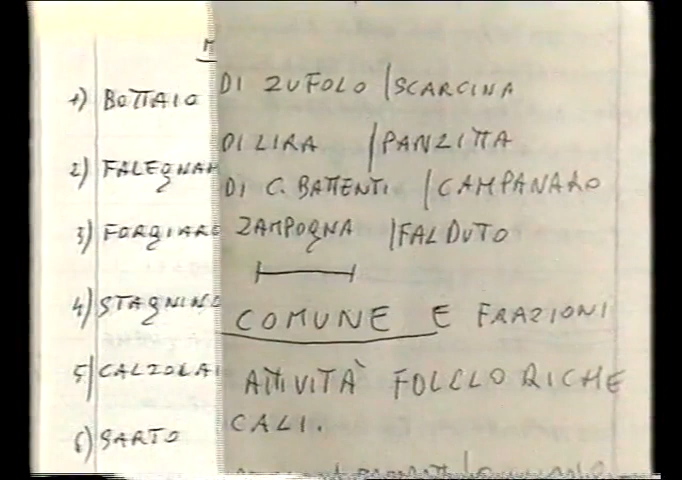 M
1) BOTTAIO
2) FALEGNAM
3) FORGIARO
4) STAGNINO
5) CALZOLAI
6) SARTO
DI ZUFOLO / SCARCINA
DI LIRA / PANZITTA
DI C. BATTENTI / CAMPANARO
ZAMPOGNA / FALDUTO
COMUNE E FRAZIONI
ATTIVITÀ FOLCLORICHE
CALI.